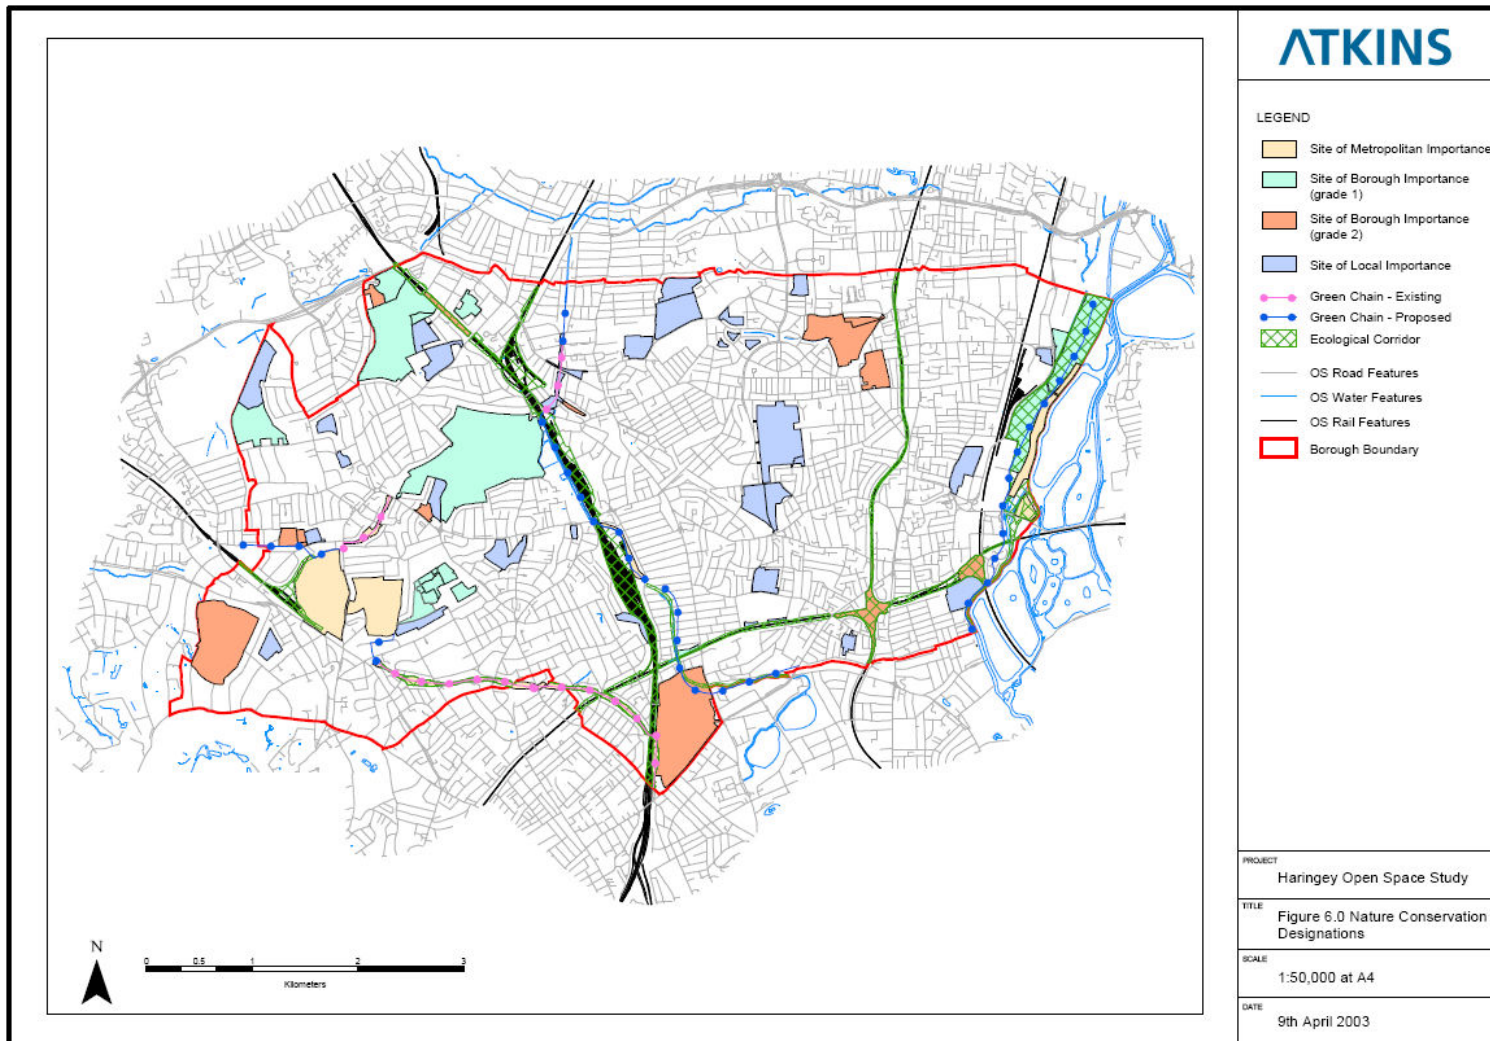 ATKINS
LEGEND
Site of Metropolitan Importance
Site of Borough Importance
(grade 1)
Site of Borough Importance
(grade 2)
Site of Local Importance
Green Chain - Existing
Green Chain - Proposed
Ecological Corridor
OS Road Features
OS Water Features
OS Rail Features
Borough Boundary
N
0 0.5 1 2 3
Kilometers
PROJECT
Haringey Open Space Study
TITLE
Figure 6.0 Nature Conservation
Designations
SCALE
1:50,000 at A4
DATE
9th April 2003